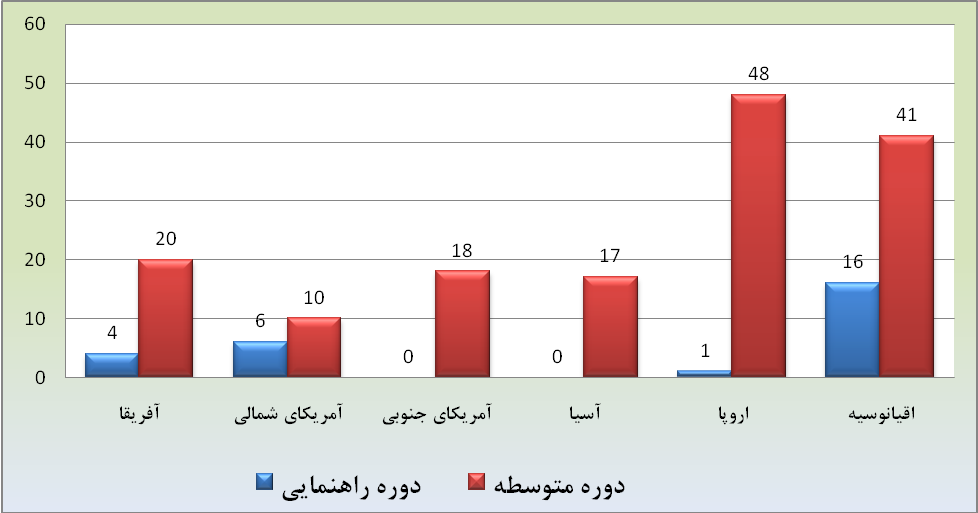 60
50
40
30
20
10
0
4
20
6
10
0
18
0
17
1
48
16
41
آفریقا
آمریکای شمالی
آمریکای جنوبی
آسیا
اروپا
اقیانوسیه
دوره راهنمایی
دوره متوسطه